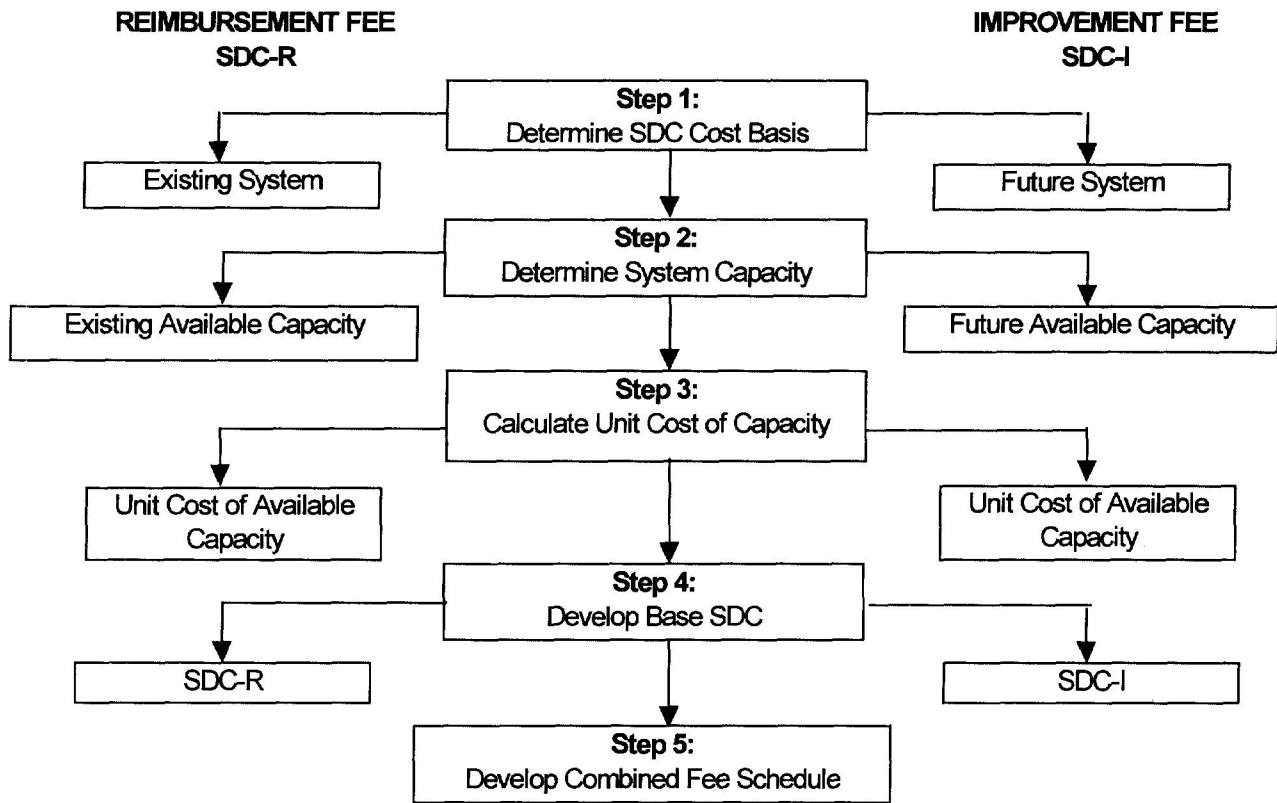 REIMBURSEMENT FEE
SDC-R
IMPROVEMENT FEE
SDC-I
Step 1:
Determine SDC Cost Basis
Existing System
Future System
Step 2:
Determine System Capacity
Existing Available Capacity
Future Available Capacity
Step 3:
Calculate Unit Cost of Capacity
Unit Cost of Available
Capacity
Unit Cost of Available
Capacity
Step 4:
Develop Base SDC
SDC-R
SDC-I
Step 5:
Develop Combined Fee Schedule